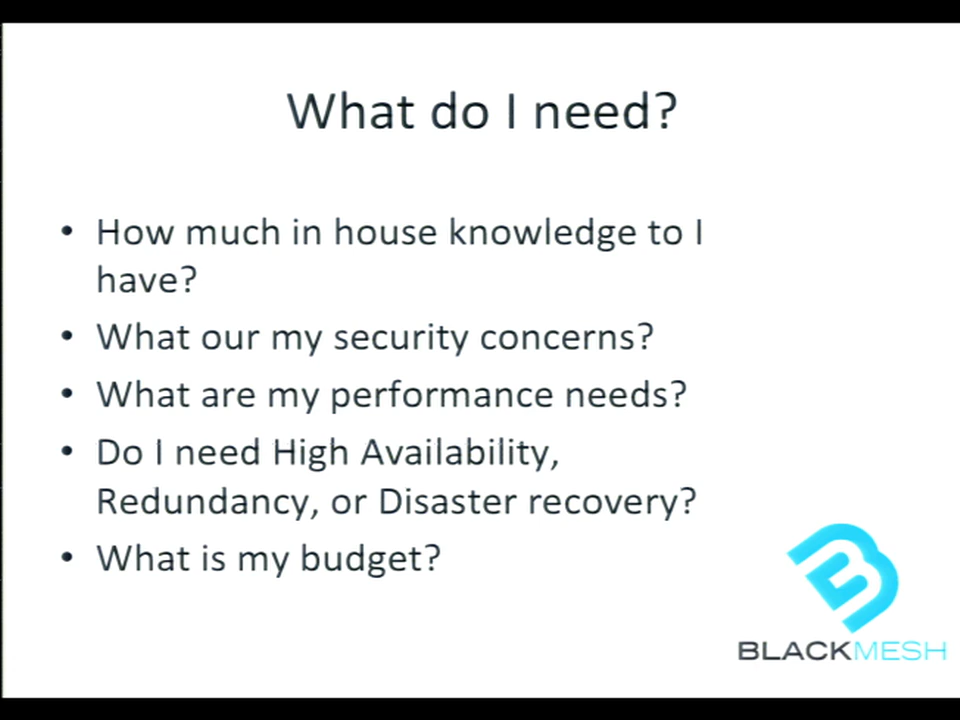 What do I need?
• How much in house knowledge to I
have?
• What our my security concerns?
• What are my performance needs?
• Do I need High Availability,
Redundancy, or Disaster recovery?
• What is my budget?
BLACKMESH